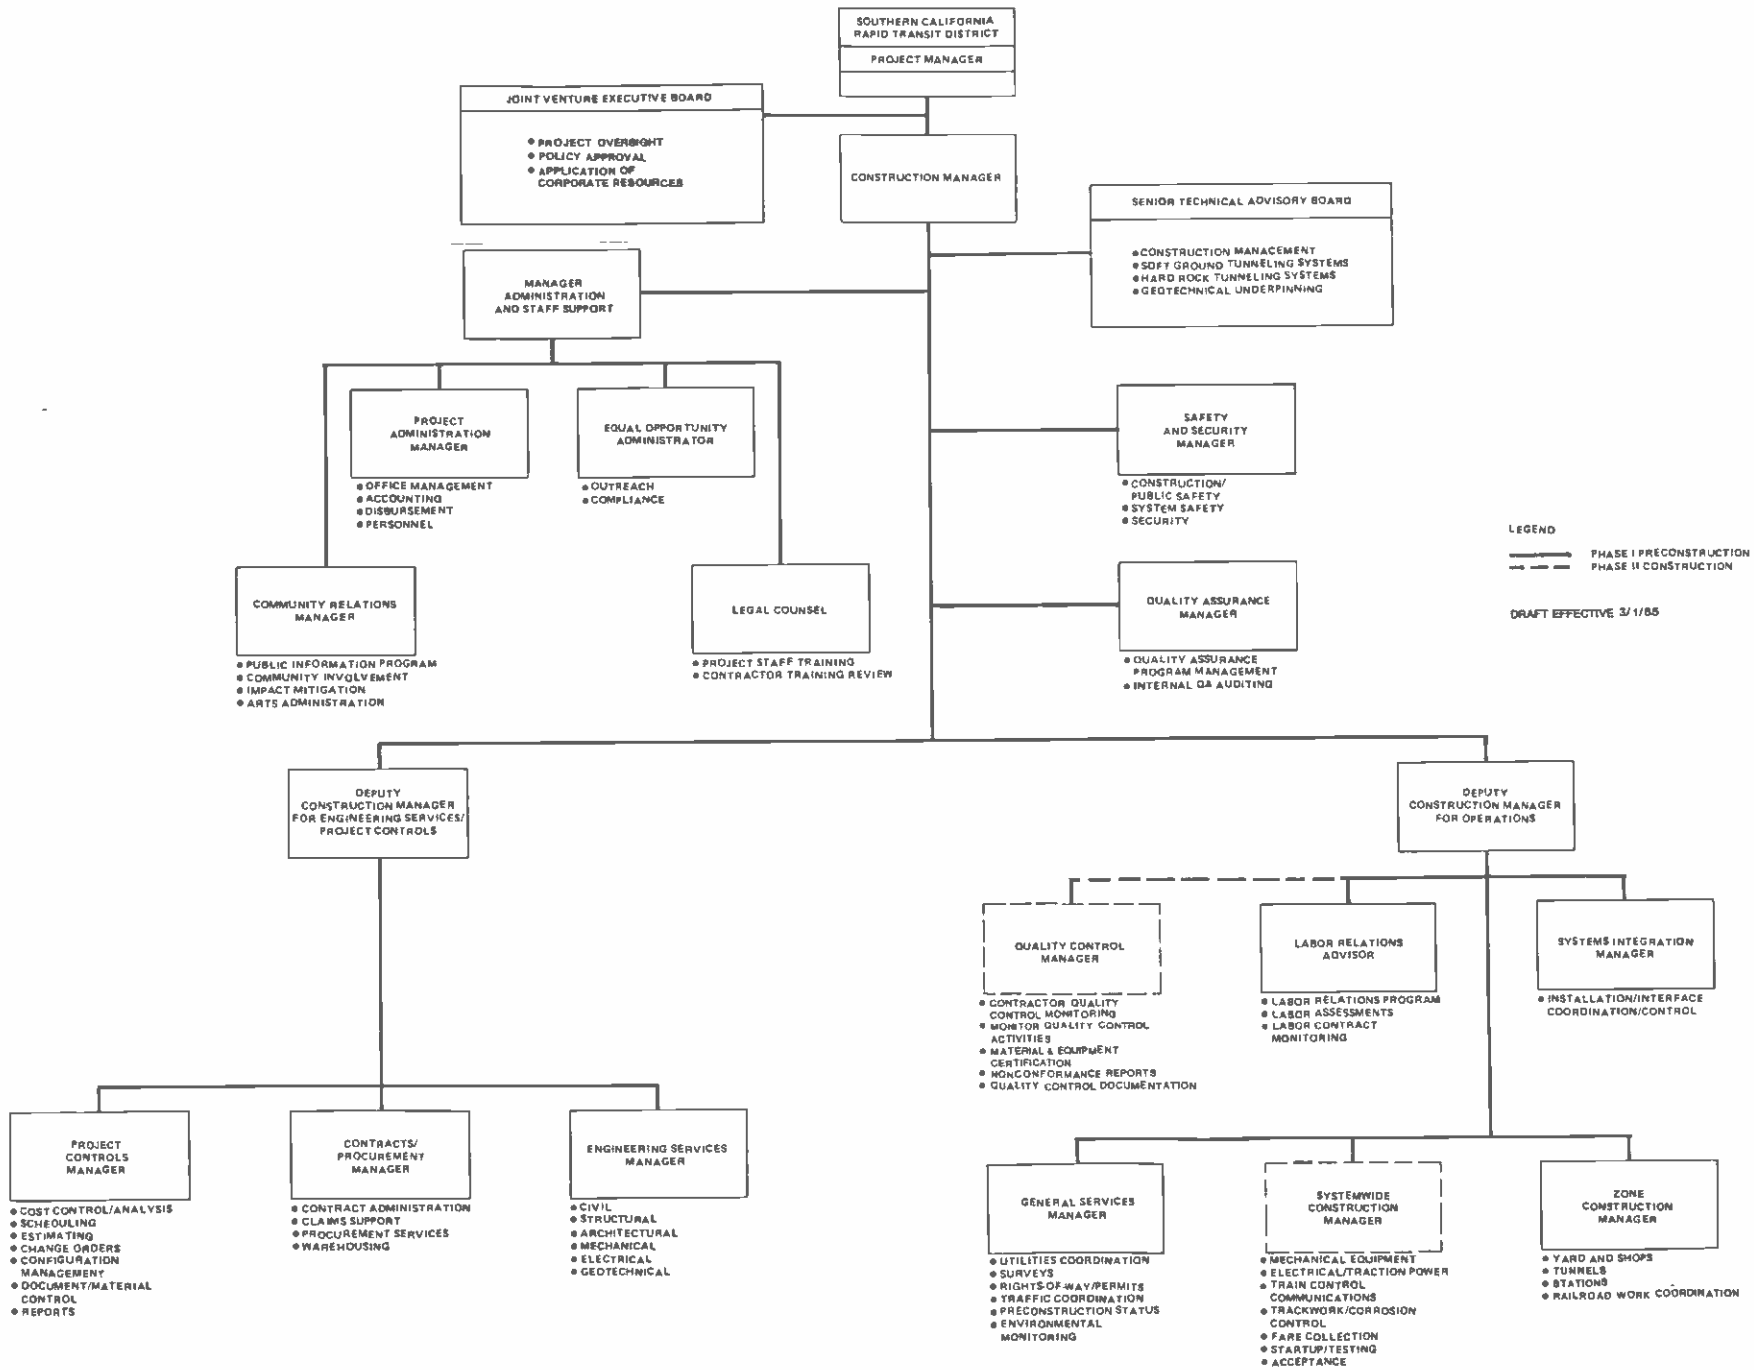 SOUTHERN CALIFORNIA
RAPID TRANSIT DISTRICT
PROJECT MANAGER
JOINT VENTURE EXECUTIVE BOARD
● PROJECT OVERSIGHT
● POLICY APPROVAL
● APPLICATION OF
CORPORATE RESOURCES
CONSTRUCTION MANAGER
SENIOR TECHNICAL ADVISORY BOARD
● CONSTRUCTION MANAGEMENT
● SOFT GROUND TUNNELING SYSTEMS
● HARD ROCK TUNNELING SYSTEMS
● GEOTECHNICAL UNDERPINNING
MANAGER
ADMINISTRATION
AND STAFF SUPPORT
PROJECT
ADMINISTRATION
MANAGER
● OFFICE MANAGEMENT
● ACCOUNTING
● DISBURSEMENT
● PERSONNEL
EQUAL OPPORTUNITY
ADMINISTRATOR
● OUTREACH
● COMPLIANCE
SAFETY
AND SECURITY
MANAGER
● CONSTRUCTION/
PUBLIC SAFETY
● SYSTEM SAFETY
● SECURITY
LEGEND
PHASE I PRECONSTRUCTION
PHASE II CONSTRUCTION
DRAFT EFFECTIVE 3/1/85
COMMUNITY RELATIONS
MANAGER
● PUBLIC INFORMATION PROGRAM
● COMMUNITY INVOLVEMENT
● IMPACT MITIGATION
● ARTS ADMINISTRATION
LEGAL COUNSEL
● PROJECT STAFF TRAINING
● CONTRACTOR TRAINING REVIEW
QUALITY ASSURANCE
MANAGER
● QUALITY ASSURANCE
PROGRAM MANAGEMENT
● INTERNAL QA AUDITING
DEPUTY
CONSTRUCTION MANAGER
FOR ENGINEERING SERVICES/
PROJECT CONTROLS
DEPUTY
CONSTRUCTION MANAGER
FOR OPERATIONS
QUALITY CONTROL
MANAGER
● CONTRACTOR QUALITY
CONTROL MONITORING
● MONITOR QUALITY CONTROL
ACTIVITIES
● MATERIAL & EQUIPMENT
CERTIFICATION
● NONCONFORMANCE REPORTS
● QUALITY CONTROL DOCUMENTATION
LABOR RELATIONS
ADVISOR
● LABOR RELATIONS PROGRAM
● LABOR ASSESSMENTS
● LABOR CONTRACT
MONITORING
SYSTEMS INTEGRATION
MANAGER
● INSTALLATION/INTERFACE
COORDINATION/CONTROL
PROJECT
CONTROLS
MANAGER
● COST CONTROL/ANALYSIS
● SCHEDULING
● ESTIMATING
● CHANGE ORDERS
● CONFIGURATION
MANAGEMENT
● DOCUMENT/MATERIAL
CONTROL
● REPORTS
CONTRACTS/
PROCUREMENT
MANAGER
● CONTRACT ADMINISTRATION
● CLAIMS SUPPORT
● PROCUREMENT SERVICES
● WAREHOUSING
ENGINEERING SERVICES
MANAGER
● CIVIL
● STRUCTURAL
● ARCHITECTURAL
● MECHANICAL
● ELECTRICAL
● GEOTECHNICAL
GENERAL SERVICES
MANAGER
● UTILITIES COORDINATION
● SURVEYS
● RIGHTS-OF-WAY/PERMITS
● TRAFFIC COORDINATION
● PRECONSTRUCTION STATUS
● ENVIRONMENTAL
MONITORING
SYSTEMWIDE
CONSTRUCTION
MANAGER
● MECHANICAL EQUIPMENT
● ELECTRICAL/TRACTION POWER
● TRAIN CONTROL
COMMUNICATIONS
● TRACKWORK/CORROSION
CONTROL
● FARE COLLECTION
● STARTUP/TESTING
● ACCEPTANCE
ZONE
CONSTRUCTION
MANAGER
● YARD AND SHOPS
● TUNNELS
● STATIONS
● RAILROAD WORK COORDINATION